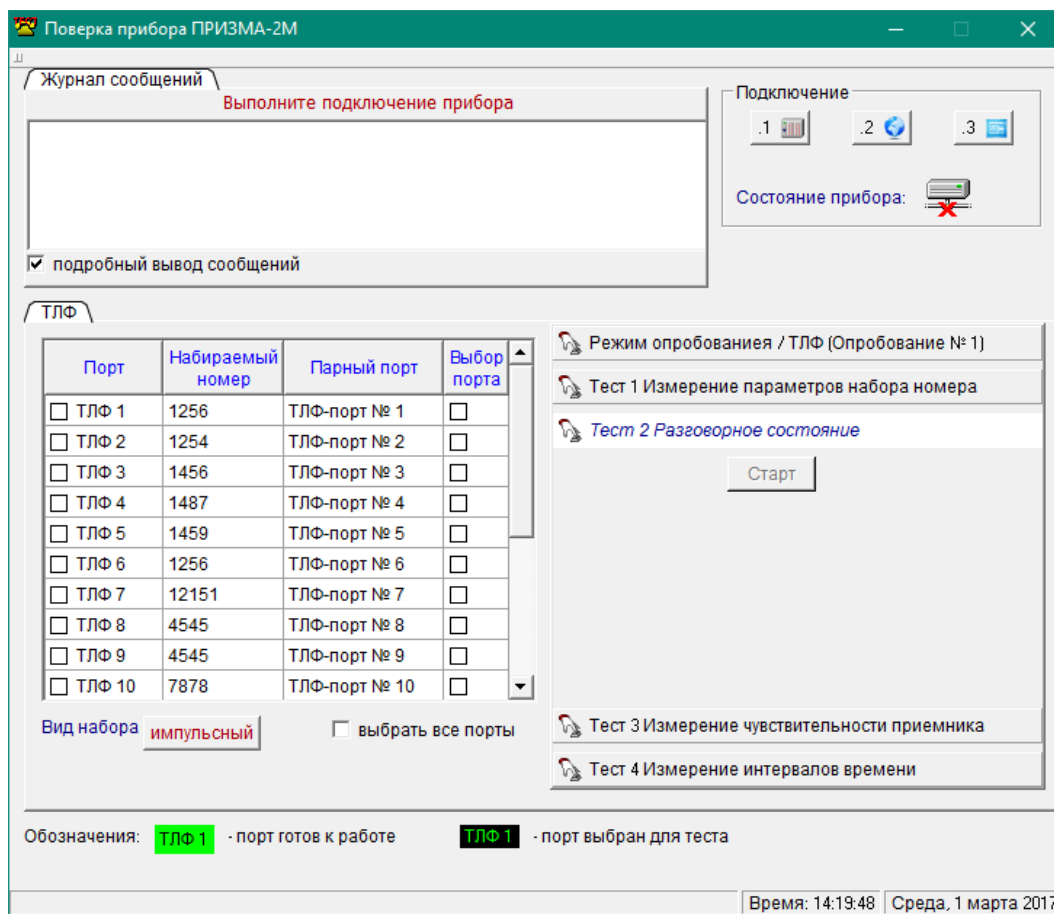 Поверка прибора ПРИЗМА-2М
Журнал сообщений
Выполните подключение прибора
подробный вывод сообщений
Подключение
.1
.2
.3
Состояние прибора:
ТЛФ
Порт Набираемый номер Парный порт Выбор порта
ТЛФ 1 1256 ТЛФ-порт № 1
ТЛФ 2 1254 ТЛФ-порт № 2
ТЛФ 3 1456 ТЛФ-порт № 3
ТЛФ 4 1487 ТЛФ-порт № 4
ТЛФ 5 1459 ТЛФ-порт № 5
ТЛФ 6 1256 ТЛФ-порт № 6
ТЛФ 7 12151 ТЛФ-порт № 7
ТЛФ 8 4545 ТЛФ-порт № 8
ТЛФ 9 4545 ТЛФ-порт № 9
ТЛФ 10 7878 ТЛФ-порт № 10
Вид набора импульсный выбрать все порты
Режим опробованиея / ТЛФ (Опробование № 1)
Тест 1 Измерение параметров набора номера
Тест 2 Разговорное состояние
Старт
Тест 3 Измерение чувствительности приемника
Тест 4 Измерение интервалов времени
Обозначения: ТЛФ 1 - порт готов к работе ТЛФ 1 - порт выбран для теста
Время: 14:19:48 Среда, 1 марта 2017